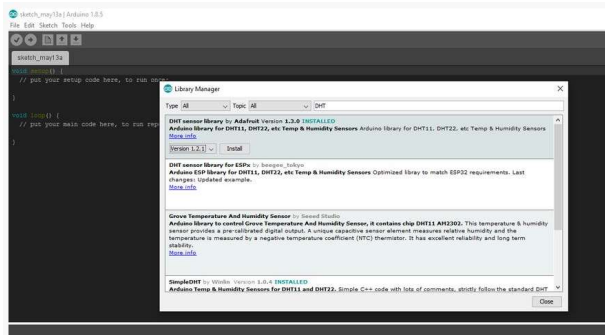 sketch_may13a | Arduino 1.8.5
File Edit Sketch Tools Help
sketch_may13a
void setup() {
// put your setup code here, to run once:
}
void loop() {
// put your main code here, to run rep
}
Library Manager
Type All Topic All DHT
DHT sensor library by Adafruit Version 1.3.0 INSTALLED
Arduino library for DHT11, DHT22, etc Temp & Humidity Sensors Arduino library for DHT11, DHT22, etc Temp & Humidity Sensors
More info
Version 1.2.1 Install
DHT sensor library for ESPx by beegee_tokyo
Arduino ESP library for DHT11, DHT22, etc Temp & Humidity Sensors Optimized libray to match ESP32 requirements. Last
changes: Updated example.
More info
Grove Temperature And Humidity Sensor by Seeed Studio
Arduino library to control Grove Temperature And Humidity Sensor, it contains chip DHT11 AM2302. This temperature & humidity
sensor provides a pre-calibrated digital output. A unique capacitive sensor element measures relative humidity and the
temperature is measured by a negative temperature coefficient (NTC) thermistor. It has excellent reliability and long term
stability.
More info
SimpleDHT by Winlin Version 1.0.4 INSTALLED
Arduino Temp & Humidity Sensors for DHT11 and DHT22. Simple C++ code with lots of comments, strictly follow the standard DHT
Close